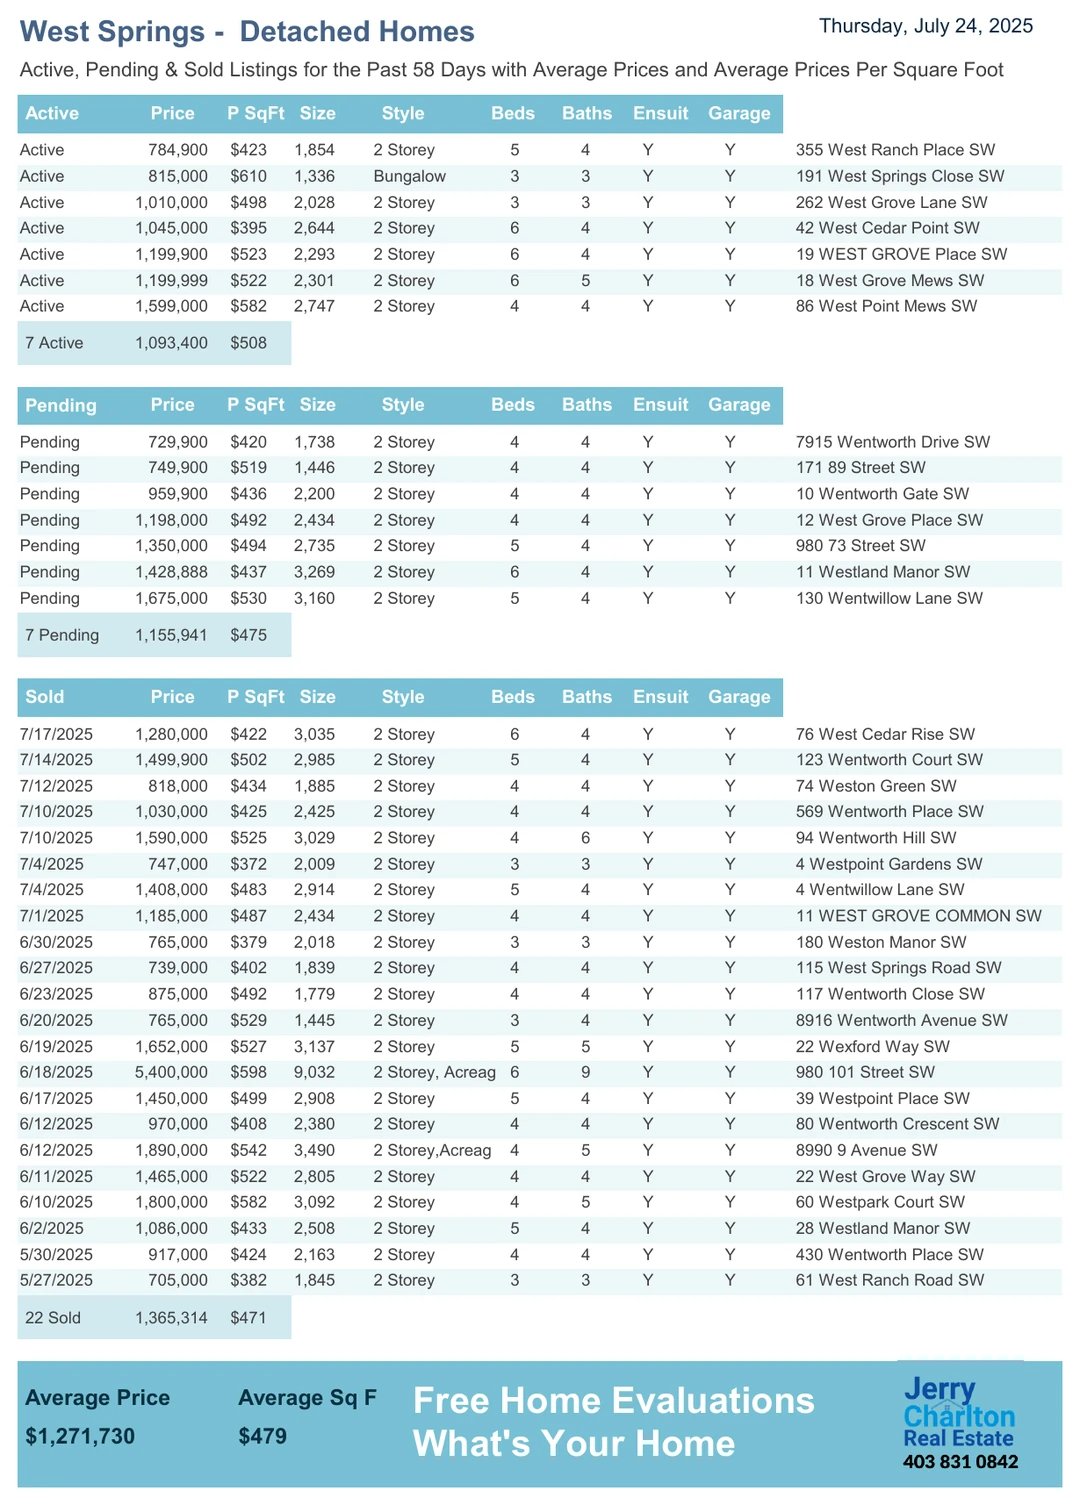 West Springs - Detached Homes
Thursday, July 24, 2025
Active, Pending & Sold Listings for the Past 58 Days with Average Prices and Average Prices Per Square Foot
Active Price P SqFt Size Style Beds Baths Ensuit Garage
Active 784,900 $423 1,854 2 Storey 5 4 Y Y 355 West Ranch Place SW
Active 815,000 $610 1,336 Bungalow 3 3 Y Y 191 West Springs Close SW
Active 1,010,000 $498 2,028 2 Storey 3 3 Y Y 262 West Grove Lane SW
Active 1,045,000 $395 2,644 2 Storey 6 4 Y Y 42 West Cedar Point SW
Active 1,199,900 $523 2,293 2 Storey 6 4 Y Y 19 WEST GROVE Place SW
Active 1,199,999 $522 2,301 2 Storey 6 5 Y Y 18 West Grove Mews SW
Active 1,599,000 $582 2,747 2 Storey 4 4 Y Y 86 West Point Mews SW
7 Active 1,093,400 $508
Pending Price P SqFt Size Style Beds Baths Ensuit Garage
Pending 729,900 $420 1,738 2 Storey 4 4 Y Y 7915 Wentworth Drive SW
Pending 749,900 $519 1,446 2 Storey 4 4 Y Y 171 89 Street SW
Pending 959,900 $436 2,200 2 Storey 4 4 Y Y 10 Wentworth Gate SW
Pending 1,198,000 $492 2,434 2 Storey 4 4 Y Y 12 West Grove Place SW
Pending 1,350,000 $494 2,735 2 Storey 5 4 Y Y 980 73 Street SW
Pending 1,428,888 $437 3,269 2 Storey 6 4 Y Y 11 Westland Manor SW
Pending 1,675,000 $530 3,160 2 Storey 5 4 Y Y 130 Wentwillow Lane SW
7 Pending 1,155,941 $475
Sold Price P SqFt Size Style Beds Baths Ensuit Garage
7/17/2025 1,280,000 $422 3,035 2 Storey 6 4 Y Y 76 West Cedar Rise SW
7/14/2025 1,499,900 $502 2,985 2 Storey 5 4 Y Y 123 Wentworth Court SW
7/12/2025 818,000 $434 1,885 2 Storey 4 4 Y Y 74 Weston Green SW
7/10/2025 1,030,000 $425 2,425 2 Storey 4 4 Y Y 569 Wentworth Place SW
7/10/2025 1,590,000 $525 3,029 2 Storey 4 6 Y Y 94 Wentworth Hill SW
7/4/2025 747,000 $372 2,009 2 Storey 3 3 Y Y 4 Westpoint Gardens SW
7/4/2025 1,408,000 $483 2,914 2 Storey 5 4 Y Y 4 Wentwillow Lane SW
7/1/2025 1,185,000 $487 2,434 2 Storey 4 4 Y Y 11 WEST GROVE COMMON SW
6/30/2025 765,000 $379 2,018 2 Storey 3 3 Y Y 180 Weston Manor SW
6/27/2025 739,000 $402 1,839 2 Storey 4 4 Y Y 115 West Springs Road SW
6/23/2025 875,000 $492 1,779 2 Storey 4 4 Y Y 117 Wentworth Close SW
6/20/2025 765,000 $529 1,445 2 Storey 3 4 Y Y 8916 Wentworth Avenue SW
6/19/2025 1,652,000 $527 3,137 2 Storey 5 5 Y Y 22 Wexford Way SW
6/18/2025 5,400,000 $598 9,032 2 Storey, Acreag 6 9 Y Y 980 101 Street SW
6/17/2025 1,450,000 $499 2,908 2 Storey 5 4 Y Y 39 Westpoint Place SW
6/12/2025 970,000 $408 2,380 2 Storey 4 4 Y Y 80 Wentworth Crescent SW
6/12/2025 1,890,000 $542 3,490 2 Storey,Acreag 4 5 Y Y 8990 9 Avenue SW
6/11/2025 1,465,000 $522 2,805 2 Storey 4 4 Y Y 22 West Grove Way SW
6/10/2025 1,800,000 $582 3,092 2 Storey 4 5 Y Y 60 Westpark Court SW
6/2/2025 1,086,000 $433 2,508 2 Storey 5 4 Y Y 28 Westland Manor SW
5/30/2025 917,000 $424 2,163 2 Storey 4 4 Y Y 430 Wentworth Place SW
5/27/2025 705,000 $382 1,845 2 Storey 3 3 Y Y 61 West Ranch Road SW
22 Sold 1,365,314 $471
Average Price Average Sq F
$1,271,730 $479
Free Home Evaluations
What's Your Home
Jerry
Charlton
Real Estate
403 831 0842